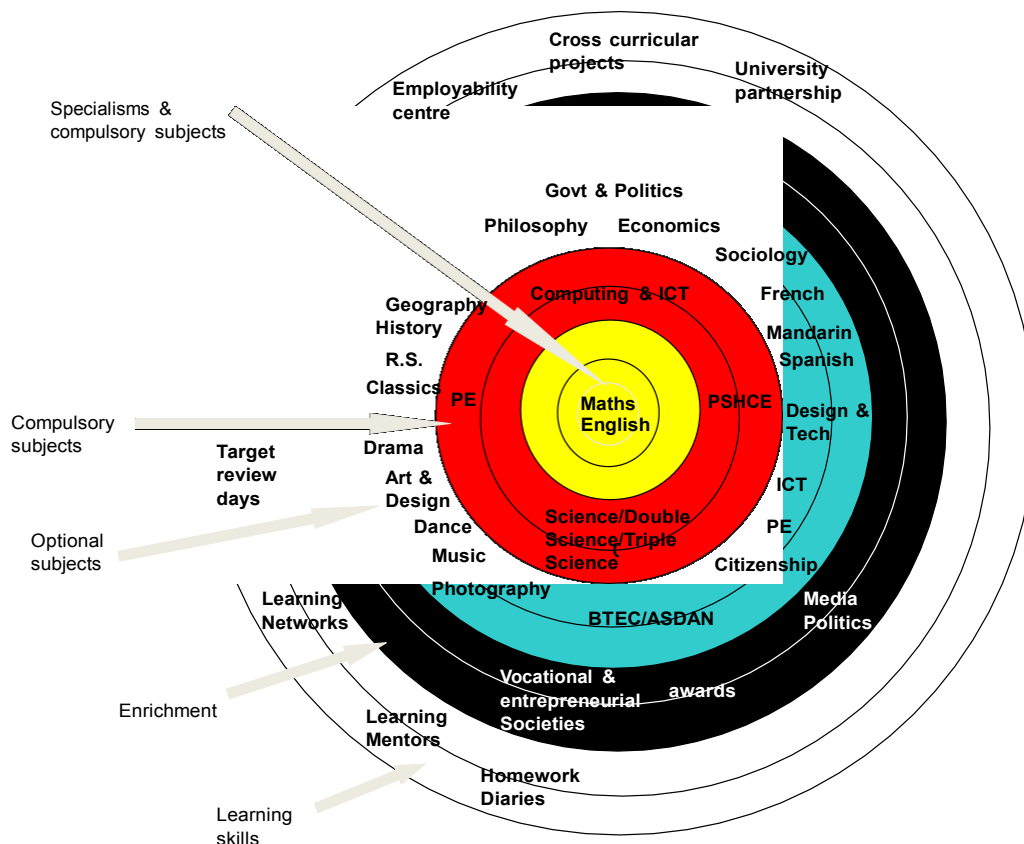 Cross curricular
projects
University
partnership
Employability
centre
Specialisms &
compulsory subjects
Govt & Politics
Philosophy
Economics
Sociology
Computing & ICT
French
Geography
History
Mandarin
Spanish
R.S.
Classics
PE
Maths
English
PSHCE
Design &
Tech
Compulsory
subjects
Target
review
days
Drama
Art &
Design
ICT
Dance
Science/Double
Science/Triple
Science
(
PE
Optional
subjects
Music
Citizenship
Photography
Learning
Networks
BTEC/ASDAN
Media
Politics
Vocational &
entrepreneurial
Societies
awards
Enrichment
Learning
Mentors
Homework
Diaries
Learning
skills